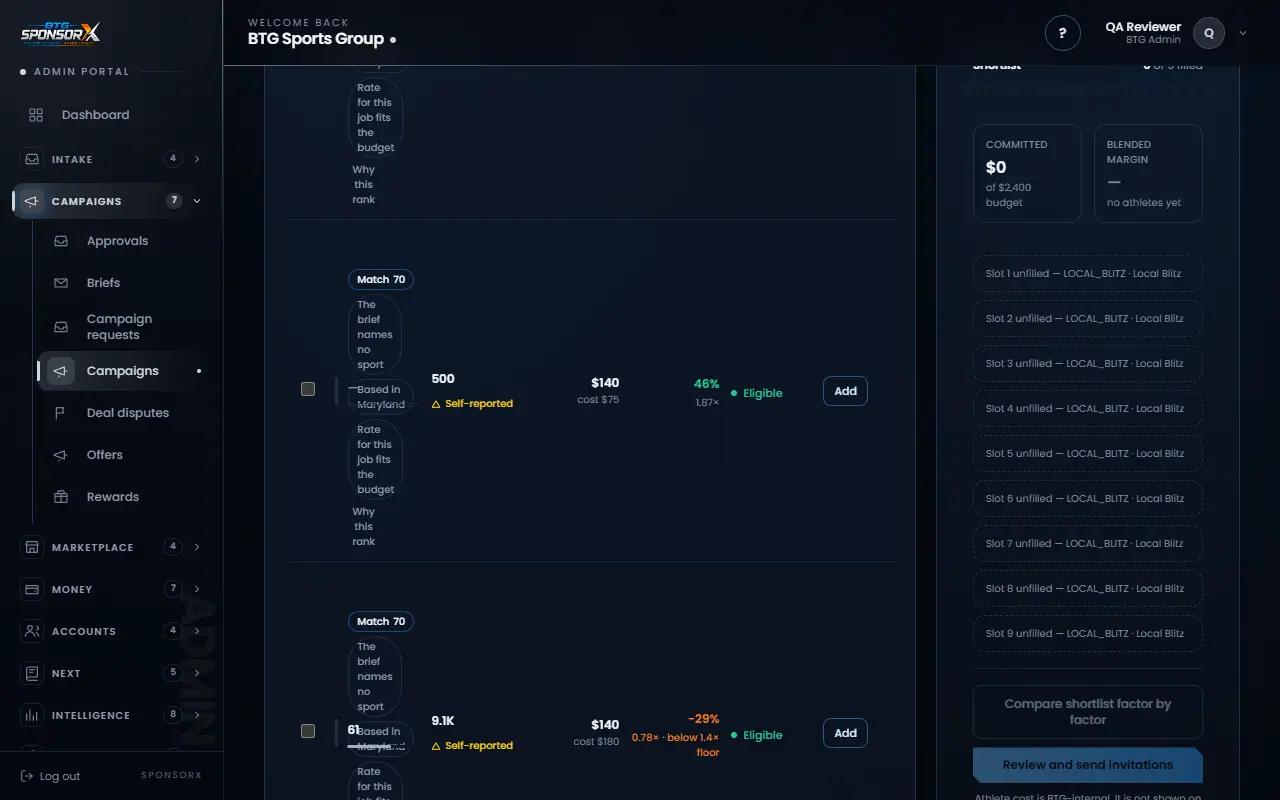 BTG
SPONSORX
ADMIN PORTAL
Dashboard
INTAKE 4
CAMPAIGNS 7
Approvals
Briefs
Campaign
requests
Campaigns
Deal disputes
Offers
Rewards
MARKETPLACE 4
MONEY 7
ACCOUNTS 4
NEXT 5
INTELLIGENCE 8
ADMIN
Log out
SPONSORX
WELCOME BACK
BTG Sports Group
?
QA Reviewer
BTG Admin
Q
Rate
for this
job fits
the
budget
Why
this
rank
Match 70
The
brief
names
no
sport
—
Based in
Maryland
Rate
for this
job fits
the
budget
Why
this
rank
500
Self-reported
$140
cost $75
46%
1.87×
Eligible
Add
Match 70
The
brief
names
no
sport
61
Based in
Maryland
Rate
for this
job fits
9.1K
Self-reported
$140
cost $180
-29%
0.78× · below 1.4×
floor
Eligible
Add
Shortlist
0 of 9 filled
COMMITTED
$0
of $2,400
budget
BLENDED
MARGIN
—
no athletes yet
Slot 1 unfilled — LOCAL_BLITZ · Local Blitz
Slot 2 unfilled — LOCAL_BLITZ · Local Blitz
Slot 3 unfilled — LOCAL_BLITZ · Local Blitz
Slot 4 unfilled — LOCAL_BLITZ · Local Blitz
Slot 5 unfilled — LOCAL_BLITZ · Local Blitz
Slot 6 unfilled — LOCAL_BLITZ · Local Blitz
Slot 7 unfilled — LOCAL_BLITZ · Local Blitz
Slot 8 unfilled — LOCAL_BLITZ · Local Blitz
Slot 9 unfilled — LOCAL_BLITZ · Local Blitz
Compare shortlist factor by
factor
Review and send invitations
Athlete cost is BTG-internal. It is not shown on